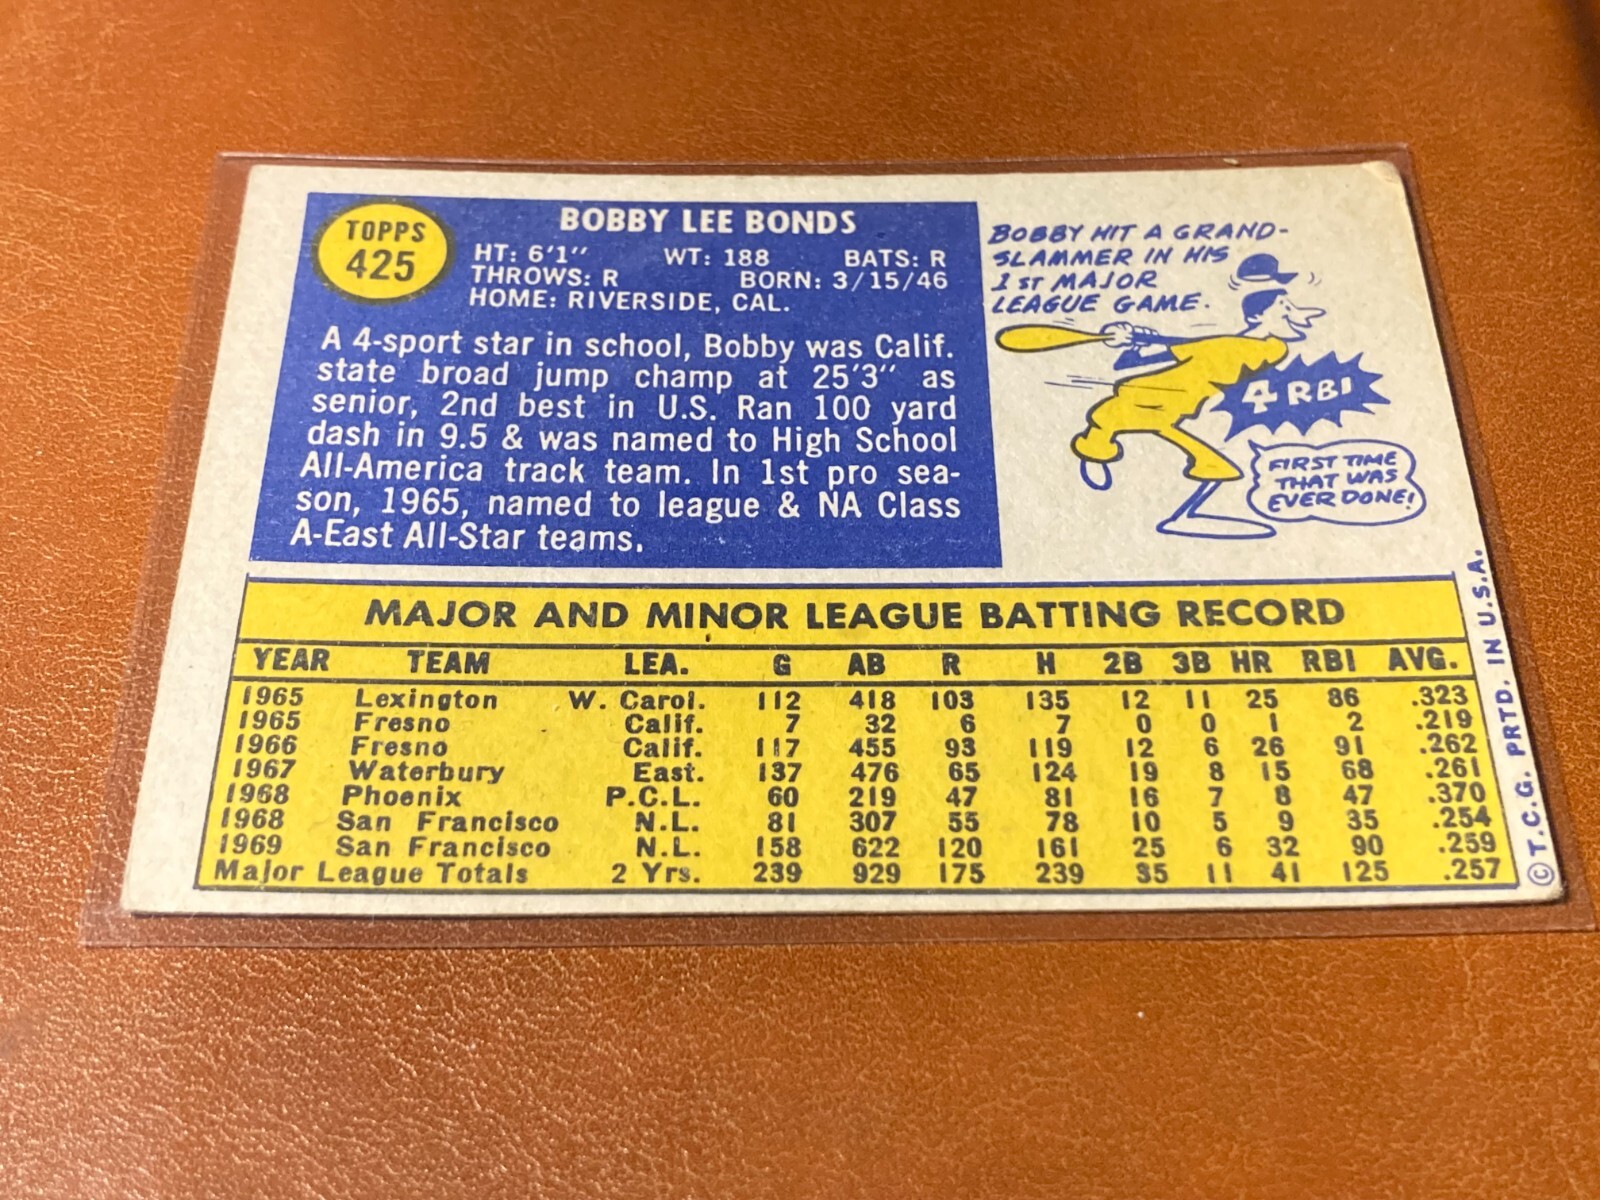 TOPPS
425
BOBBY LEE BONDS
HT: 6'1" WT: 188 BATS: R
THROWS: R BORN: 3/15/46
HOME: RIVERSIDE, CAL.
A 4-sport star in school, Bobby was Calif.
state broad jump champ at 25'3" as
senior, 2nd best in U.S. Ran 100 yard
dash in 9.5 & was named to High School
All-America track team. In 1st pro sea-
son, 1965, named to league & NA Class
A-East All-Star teams.
BOBBY HIT A GRAND-
SLAMMER IN HIS
1ST MAJOR
LEAGUE GAME.
4 RBI
FIRST TIME
THAT WAS
EVER DONE!
MAJOR AND MINOR LEAGUE BATTING RECORD
YEAR TEAM LEA. G AB R H 2B 3B HR RBI AVG.
1965 Lexington W. Carol. 112 418 103 135 12 11 25 86 .323
1965 Fresno Calif. 7 32 6 7 0 0 1 2 .219
1966 Fresno Calif. 117 455 93 119 12 6 26 91 .262
1967 Waterbury East. 137 476 65 124 19 8 15 68 .261
1968 Phoenix P.C.L. 60 219 47 81 16 7 8 47 .370
1968 San Francisco N.L. 81 307 55 78 10 5 9 35 .254
1969 San Francisco N.L. 158 622 120 161 25 6 32 90 .259
Major League Totals 2 Yrs. 239 929 175 239 35 11 41 125 .257
© T.C.G. PRTD. IN U.S.A.